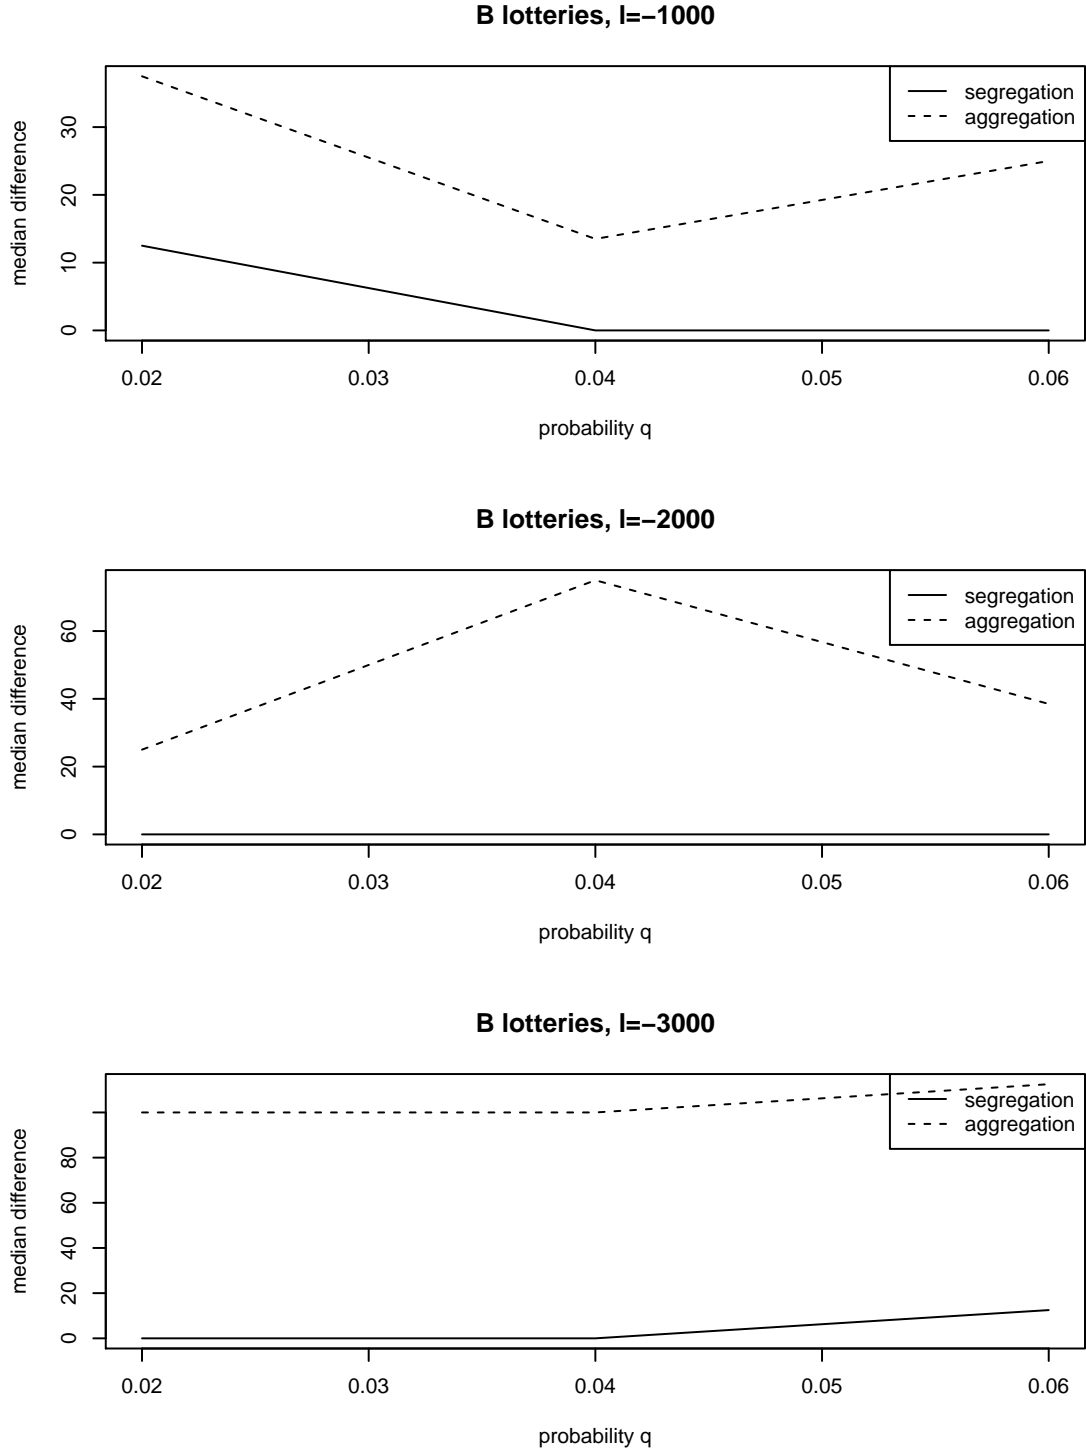 B lotteries, l=−1000
median difference
0 10 20 30
segregation
aggregation
0.02 0.03 0.04 0.05 0.06
probability q
B lotteries, l=−2000
median difference
0 20 40 60
segregation
aggregation
0.02 0.03 0.04 0.05 0.06
probability q
B lotteries, l=−3000
median difference
0 20 40 60 80
segregation
aggregation
0.02 0.03 0.04 0.05 0.06
probability q